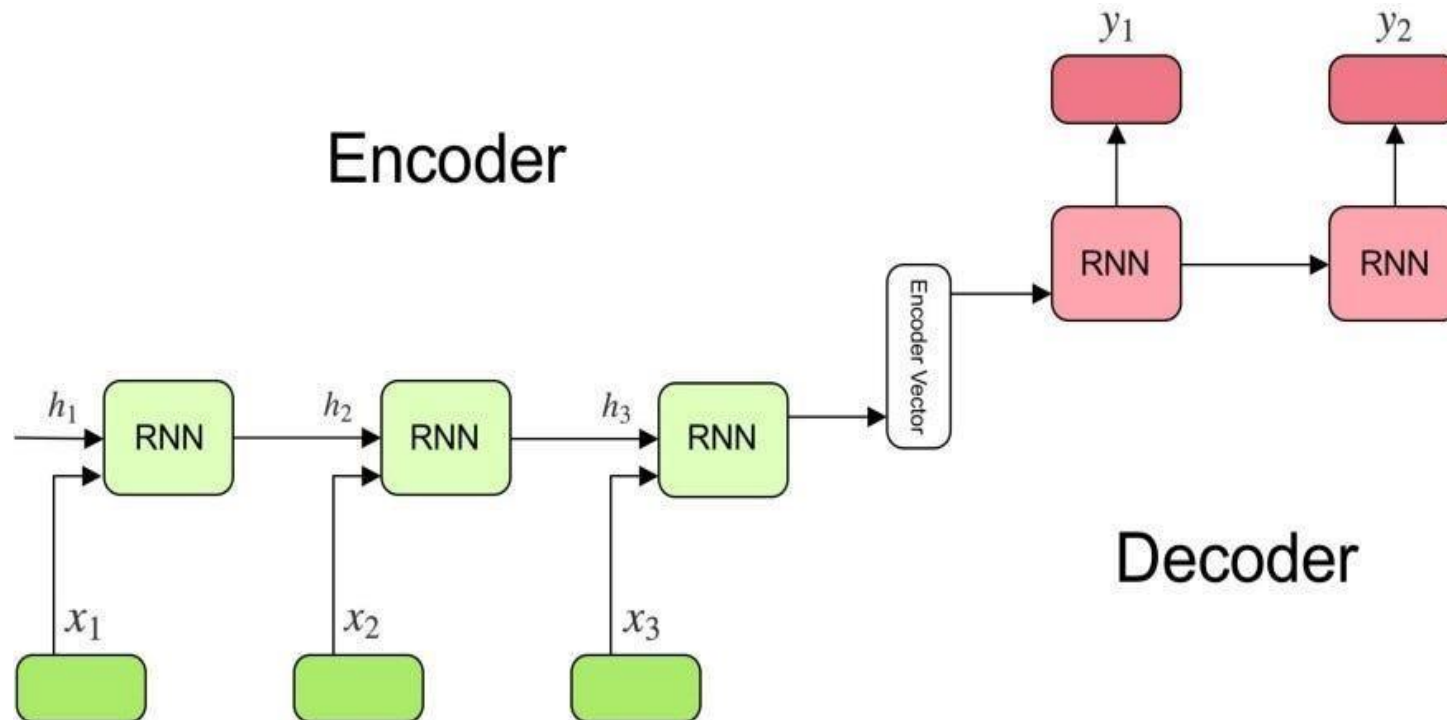 y₁ y₂
Encoder
RNN RNN
Encoder Vector
h₁ h₂ h₃
RNN RNN RNN
Decoder
x₁ x₂ x₃